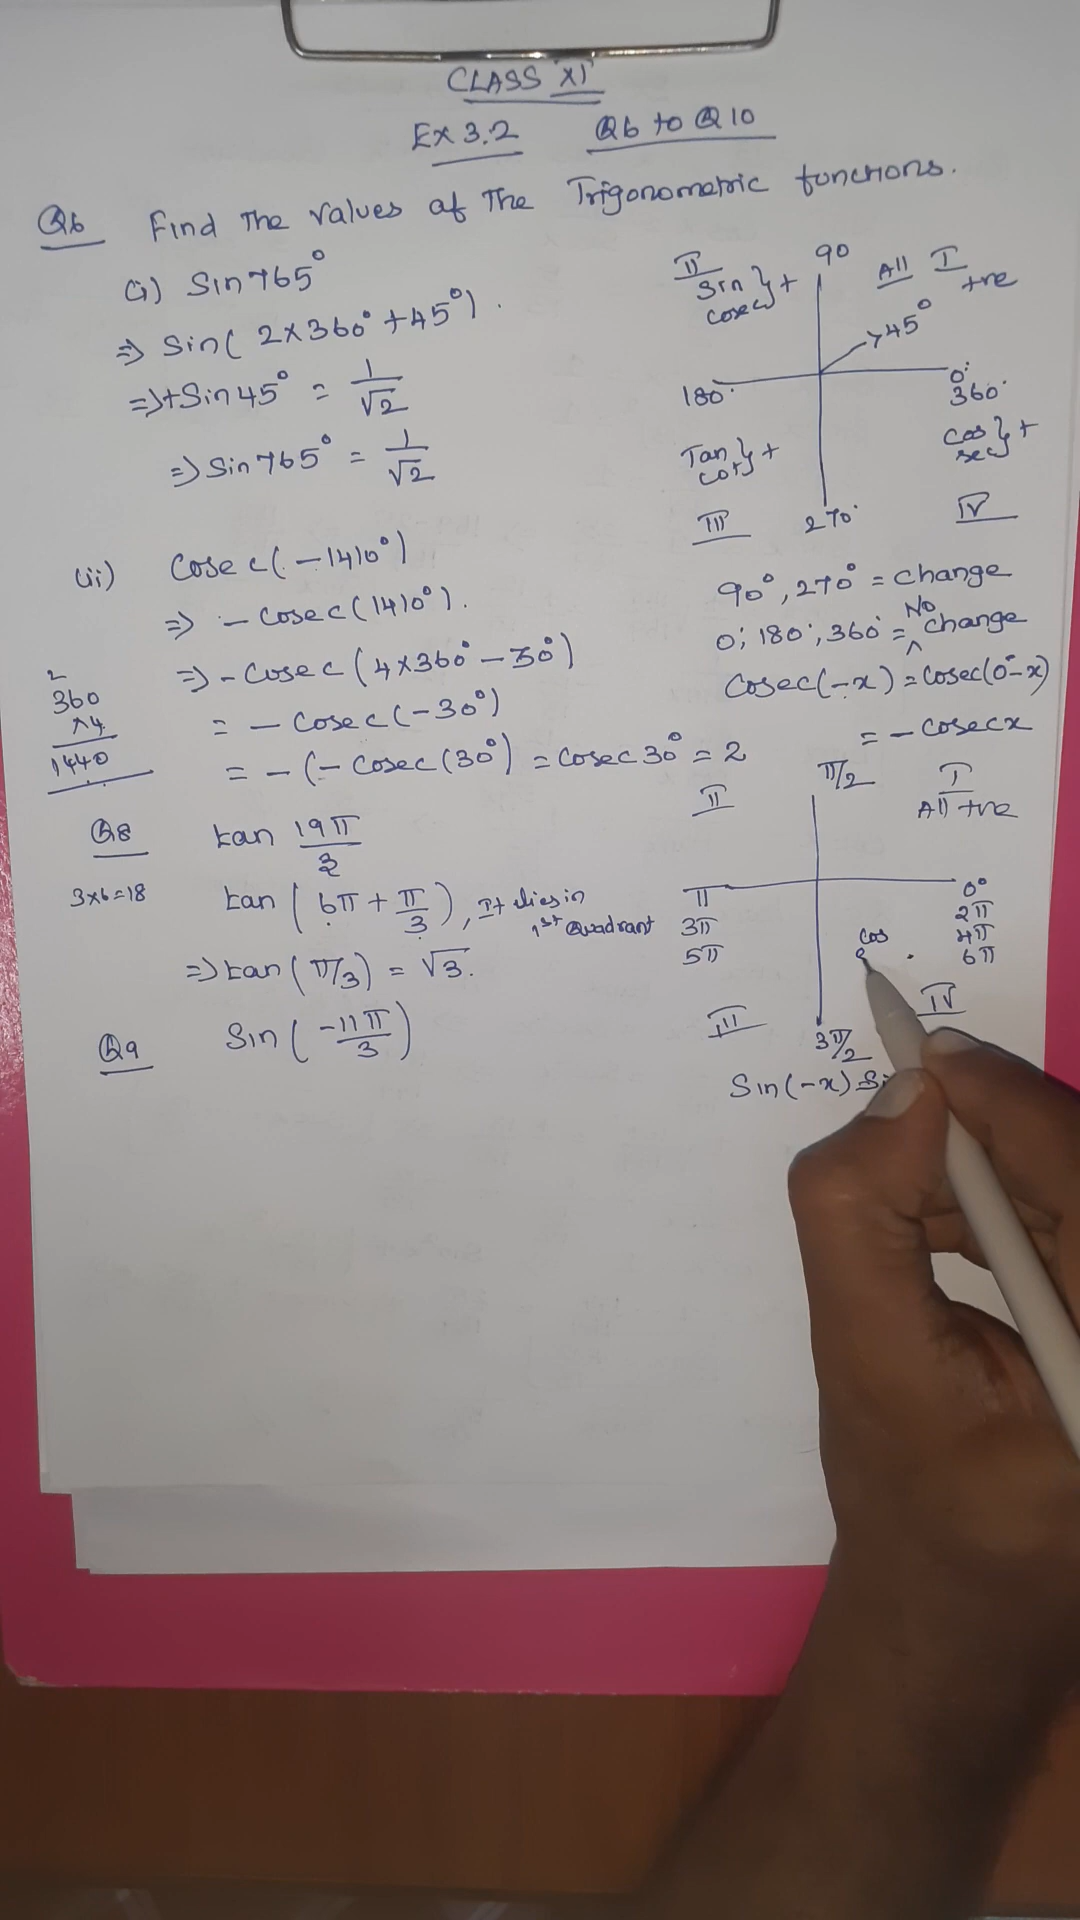 CLASS XI
Ex 3.2 Q6 to Q10
Q6 Find The values of The Trigonometric functions.
(i) Sin 765°
⇒ Sin( 2×360° + 45°).
⇒ +Sin 45° = 1/√2
⇒ Sin 765° = 1/√2
90
II
Sin } +
cosec
All I
+ve
45°
180°
0°
360°
Tan } +
cot
cos } +
sec
III
270°
IV
(ii) Cosec(-1410°)
⇒ - Cosec(1410°).
⇒ - Cosec (4×360° - 30°)
= - Cosec(-30°)
= - (- Cosec(30°) = Cosec 30° = 2
2
360
×4
1440
90°, 270° = Change
0°, 180°, 360° = No Change
Cosec(-x) = Cosec(0°-x)
= - Cosecx
Q8 tan 19π/3
3×6=18
tan ( 6π + π/3 ), It lies in
1st Quadrant
⇒ tan (π/3) = √3.
II
π/2
I
All +ve
π
3π
5π
0°
2π
4π
6π
cos
III
3π/2
IV
Q9 Sin ( -11π/3 )
Sin(-x)